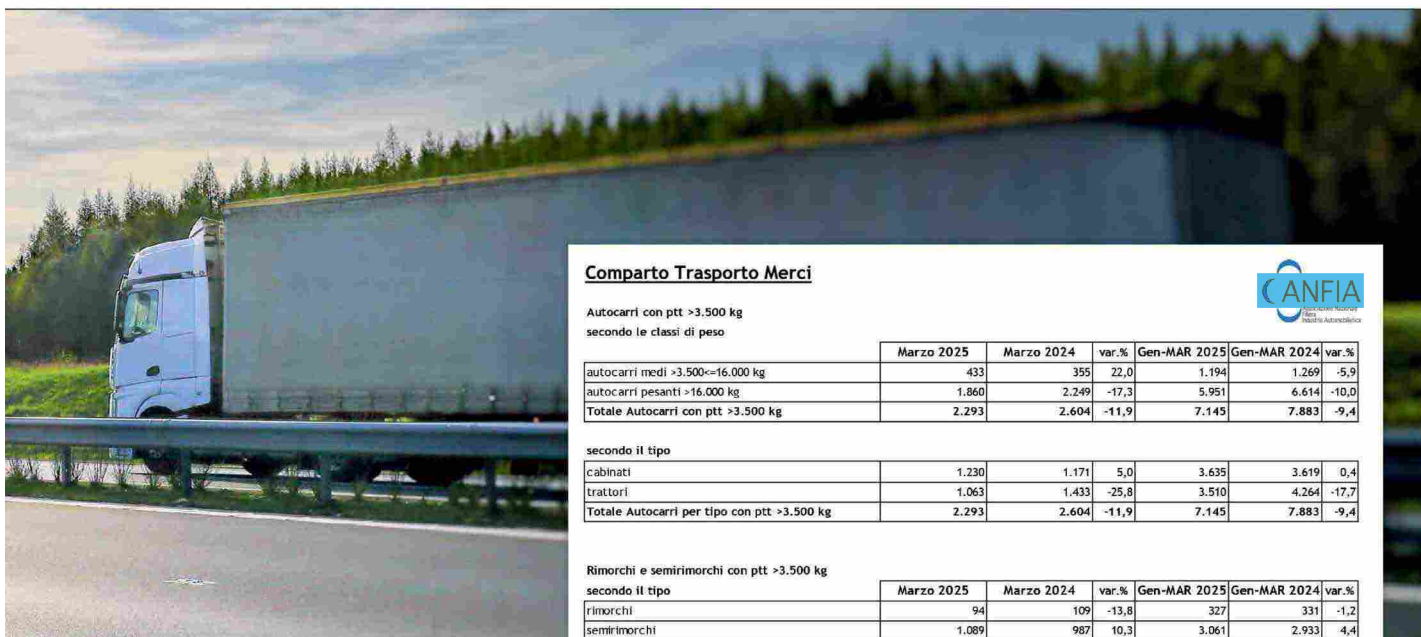 Comparto Trasporto Merci
ANFIA
Associazione Nazionale
Filiera
Industria Automobilistica
Autocarri con ptt >3.500 kg
secondo le classi di peso
Marzo 2025 Marzo 2024 var.% Gen-MAR 2025 Gen-MAR 2024 var.%
autocarri medi >3.500<=16.000 kg 433 355 22,0 1.194 1.269 -5,9
autocarri pesanti >16.000 kg 1.860 2.249 -17,3 5.951 6.614 -10,0
Totale Autocarri con ptt >3.500 kg 2.293 2.604 -11,9 7.145 7.883 -9,4
secondo il tipo
cabinati 1.230 1.171 5,0 3.635 3.619 0,4
trattori 1.063 1.433 -25,8 3.510 4.264 -17,7
Totale Autocarri per tipo con ptt >3.500 kg 2.293 2.604 -11,9 7.145 7.883 -9,4
Rimorchi e semirimorchi con ptt >3.500 kg
secondo il tipo Marzo 2025 Marzo 2024 var.% Gen-MAR 2025 Gen-MAR 2024 var.%
rimorchi 94 109 -13,8 327 331 -1,2
semirimorchi 1.089 987 10,3 3.061 2.933 4,4